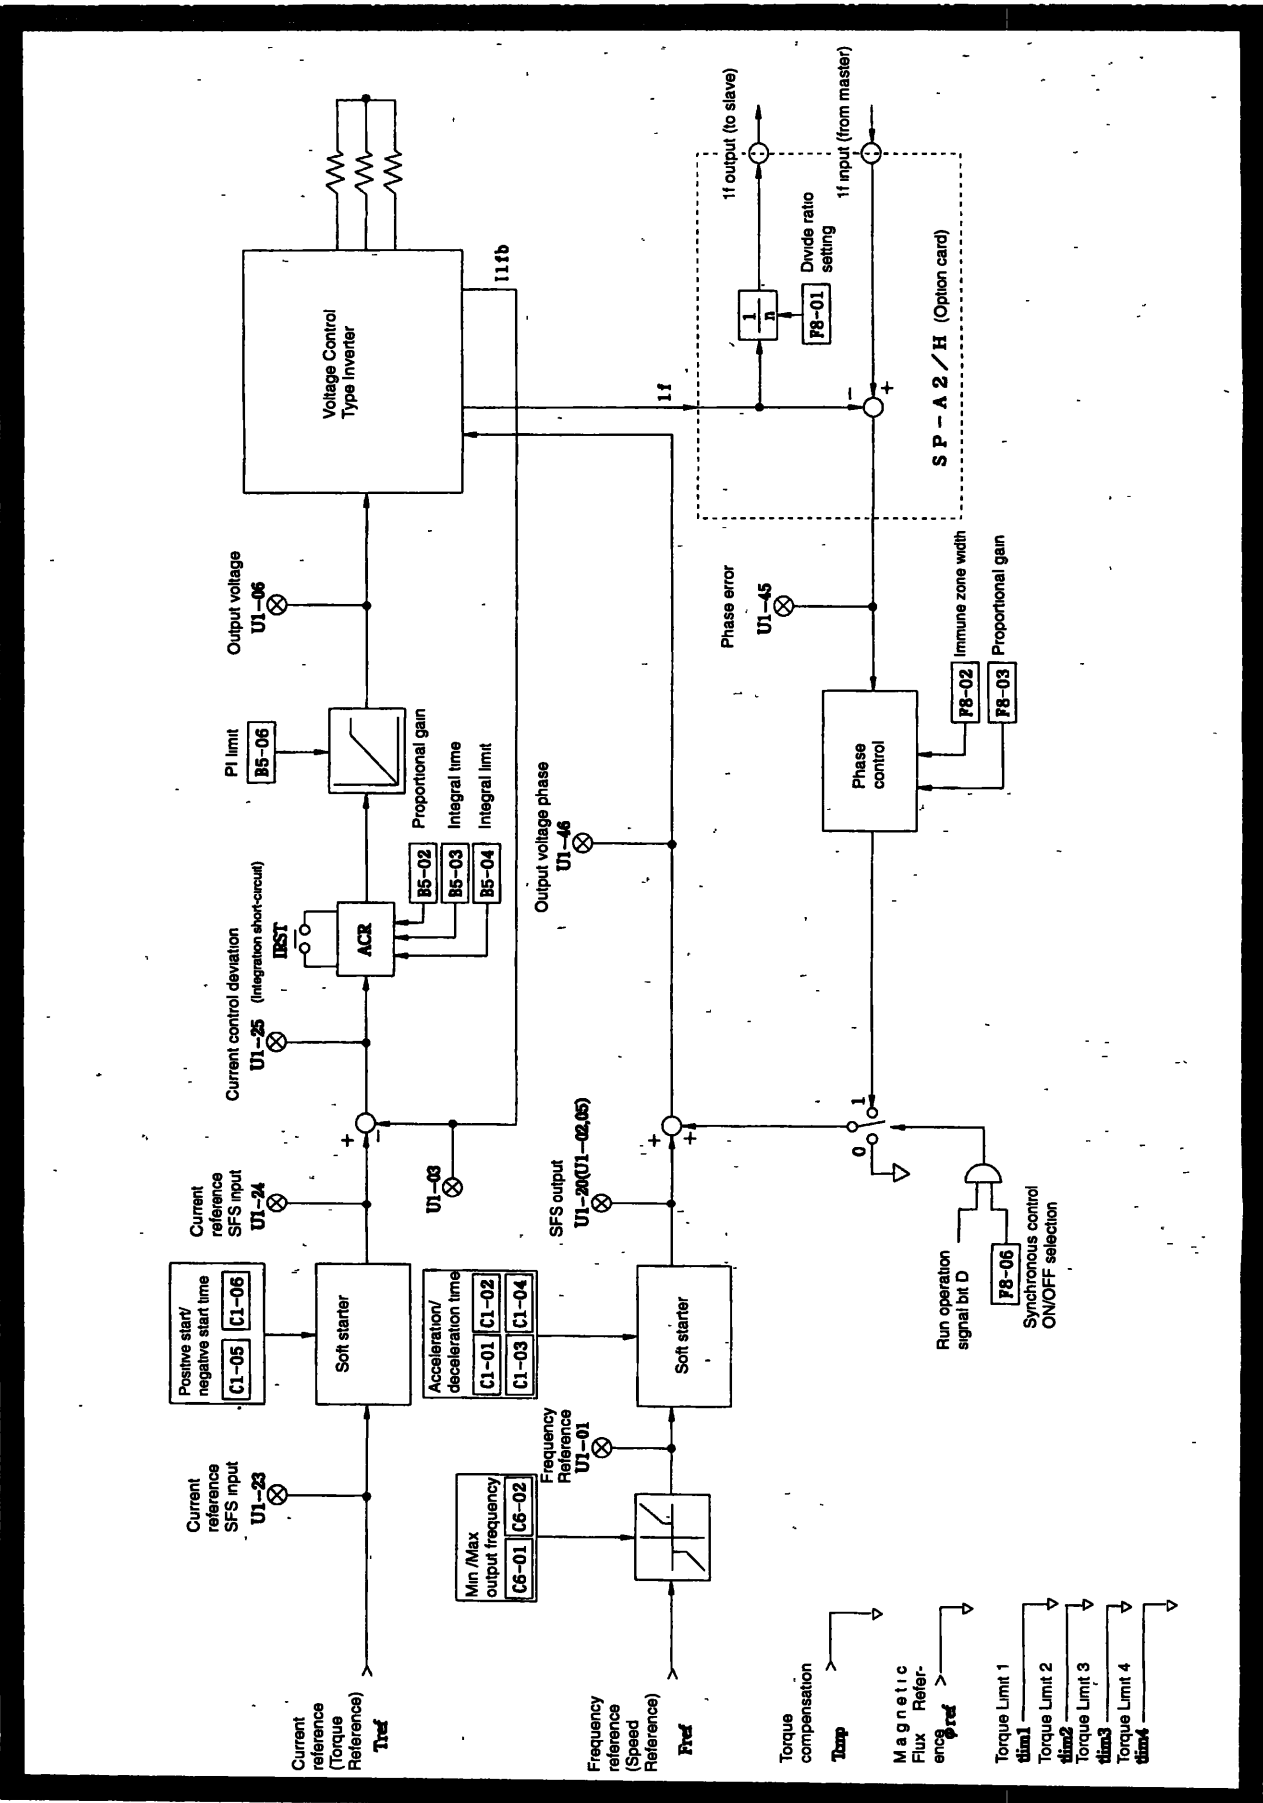 Current
reference
(Torque
Reference)
Tref
Current
reference
SFS input
U1-23
Positive start/
negative start time
C1-05 C1-06
Soft starter
Current
reference
SFS input
U1-24
+
-
U1-03
Current control deviation
U1-25
(Integration short-circuit)
IRST
ACR
B5-02 Proportional gain
B5-03 Integral time
B5-04 Integral limit
PI limit
B5-06
Output voltage
U1-06
Voltage Control
Type Inverter
I1fb
Frequency
reference
(Speed
Reference)
Fref
Min /Max
output frequency
C6-01 C6-02
Frequency
Reference
U1-01
Acceleration/
deceleration time
C1-01 C1-02
C1-03 C1-04
Soft starter
SFS output
U1-20(U1-02,05)
+
+
Output voltage phase
U1-46
1f
1f output (to slave)
1f input (from master)
1
n
F8-01
Divide ratio
setting
-
+
SP-A2/H (Option card)
Phase error
U1-45
Phase
control
F8-02 Immune zone width
F8-03 Proportional gain
0
1
Run operation
signal bit D
F8-06
Synchronous control
ON/OFF selection
Torque
compensation
Tcmp
Magnetic
Flux Refer-
ence
φref
Torque Limit 1
tlim1
Torque Limit 2
tlim2
Torque Limit 3
tlim3
Torque Limit 4
tlim4